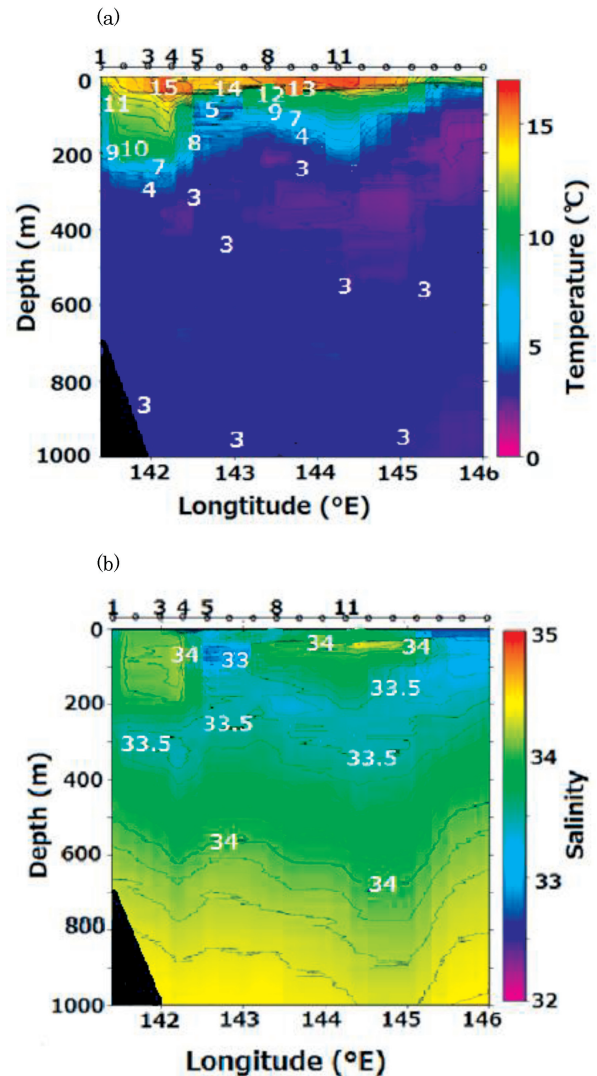 (a)
1 3 4 5 8 11
0
15 14 13
11 12
5 9 7
200
9 10 8 4
7 3
4
3
400
3
3 3
600
800
3
3 3
1000
142 143 144 145 146
Longtitude (°E)
Depth (m)
15
10
5
0
Temperature (℃)
(b)
1 3 4 5 8 11
0
34 33 34 34
33.5
200
33.5
33.5 33.5
400
34
600
34
800
1000
142 143 144 145 146
Longitude (°E)
Depth (m)
35
34
33
32
Salinity